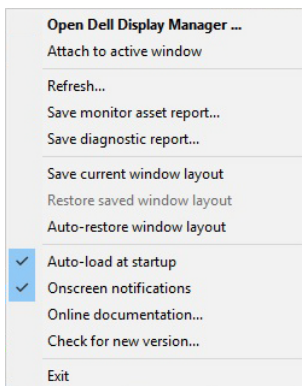 Open Dell Display Manager ...
Attach to active window
Refresh...
Save monitor asset report...
Save diagnostic report...
Save current window layout
Restore saved window layout
Auto-restore window layout
Auto-load at startup
Onscreen notifications
Online documentation...
Check for new version...
Exit